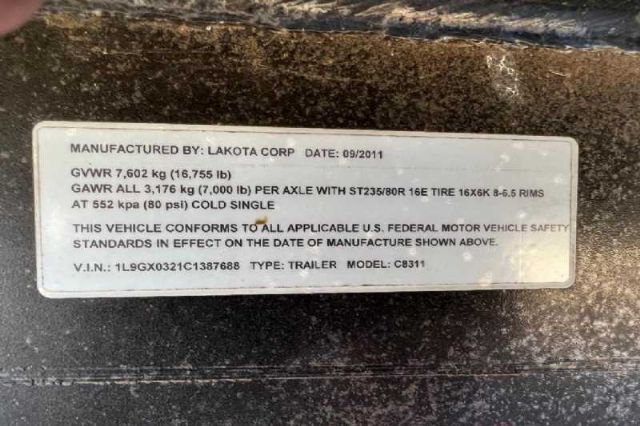 MANUFACTURED BY: LAKOTA CORP DATE: 09/2011
GVWR 7,602 kg (16,755 lb)
GAWR ALL 3,176 kg (7,000 lb) PER AXLE WITH ST235/80R 16E TIRE 16X6K 8-6.5 RIMS
AT 552 kpa (80 psi) COLD SINGLE
THIS VEHICLE CONFORMS TO ALL APPLICABLE U.S. FEDERAL MOTOR VEHICLE SAFETY
STANDARDS IN EFFECT ON THE DATE OF MANUFACTURE SHOWN ABOVE.
V.I.N.: 1L9GX0321C1387688 TYPE: TRAILER MODEL: C8311